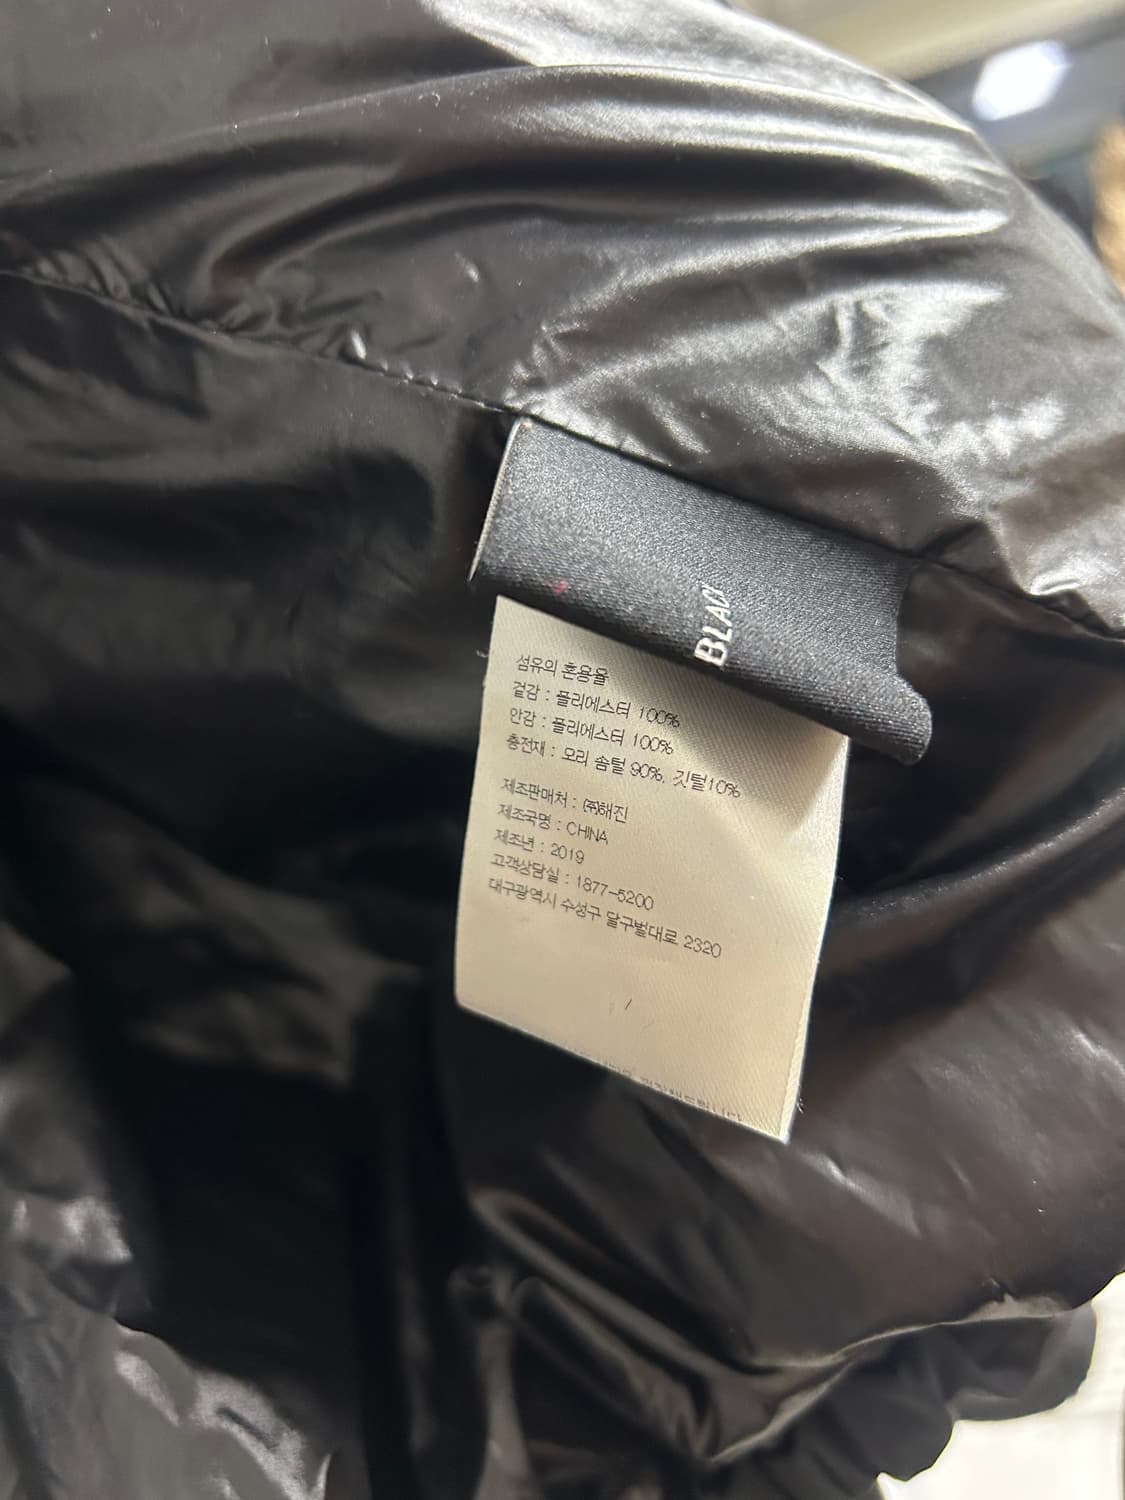 BLAC
섬유의 혼용율
겉감 : 폴리에스터 100%
안감 : 폴리에스터 100%
충전재 : 오리 솜털 90%, 깃털10%
제조판매처 : ㈜해진
제조국명 : CHINA
제조년 : 2019
고객상담실 : 1877-5200
대구광역시 수성구 달구벌대로 2320